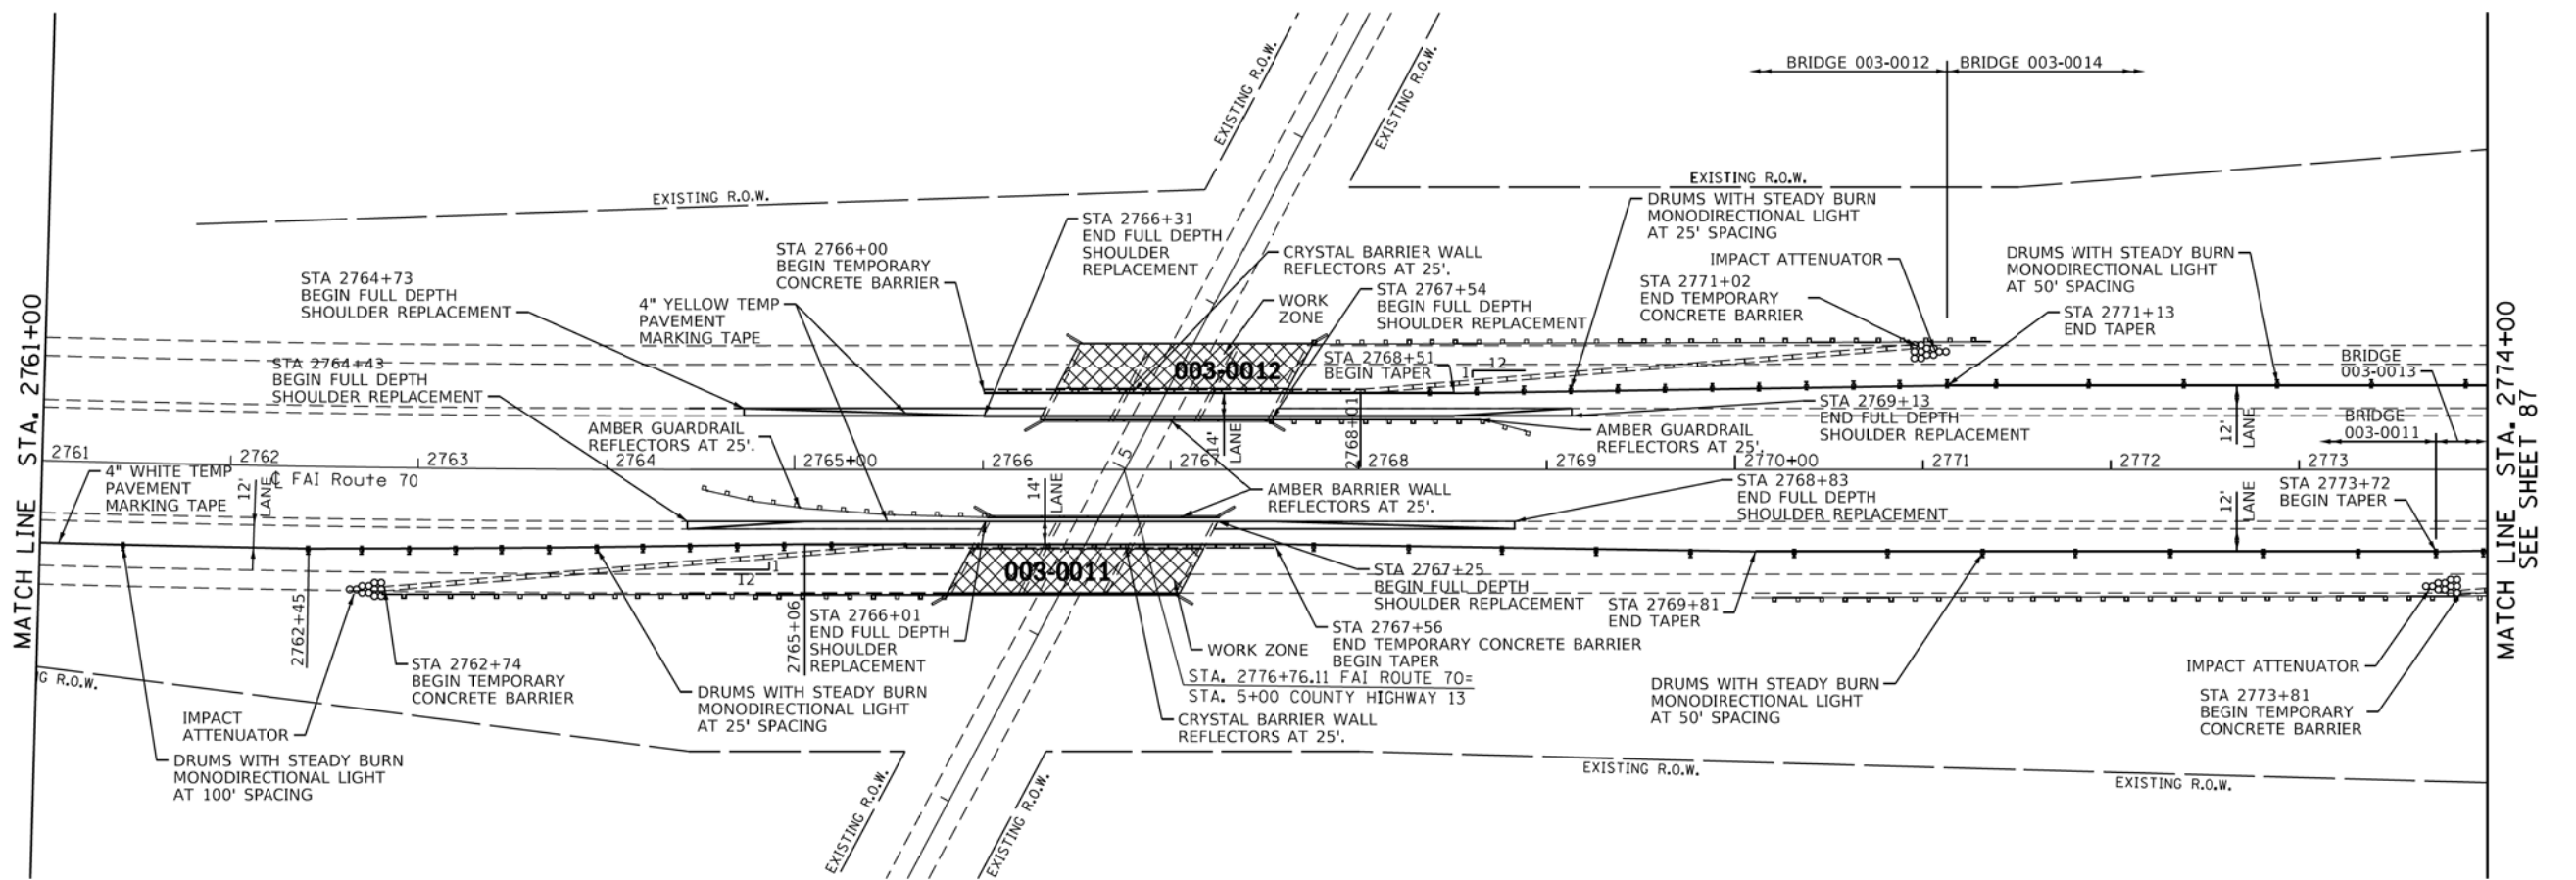 BRIDGE 003-0012
BRIDGE 003-0014
EXISTING R.O.W.
EXISTING R.O.W.
EXISTING R.O.W.
EXISTING R.O.W.
DRUMS WITH STEADY BURN
MONODIRECTIONAL LIGHT
AT 25' SPACING
STA 2766+31
END FULL DEPTH
SHOULDER
REPLACEMENT
STA 2766+00
BEGIN TEMPORARY
CONCRETE BARRIER
CRYSTAL BARRIER WALL
REFLECTORS AT 25'.
IMPACT ATTENUATOR
DRUMS WITH STEADY BURN
MONODIRECTIONAL LIGHT
AT 50' SPACING
STA 2764+73
BEGIN FULL DEPTH
SHOULDER REPLACEMENT
4" YELLOW TEMP
PAVEMENT
MARKING TAPE
WORK
ZONE
STA 2767+54
BEGIN FULL DEPTH
SHOULDER REPLACEMENT
STA 2771+02
END TEMPORARY
CONCRETE BARRIER
STA 2771+13
END TAPER
MATCH LINE STA. 2761+00
STA 2764+43
BEGIN FULL DEPTH
SHOULDER REPLACEMENT
003-0012
STA 2768+51
BEGIN TAPER
1
12
BRIDGE
003-0013
MATCH LINE STA. 2774+00
SEE SHEET 87
AMBER GUARDRAIL
REFLECTORS AT 25'.
14'
LANE
2768+01
AMBER GUARDRAIL
REFLECTORS AT 25'.
STA 2769+13
END FULL DEPTH
SHOULDER REPLACEMENT
12'
LANE
BRIDGE
003-0011
2761
2762
2763
2764
2765+00
2766
2767
2768
2769
2770+00
2771
2772
2773
5
4" WHITE TEMP
PAVEMENT
MARKING TAPE
12'
LANE
℄ FAI Route 70
14'
LANE
AMBER BARRIER WALL
REFLECTORS AT 25'.
STA 2768+83
END FULL DEPTH
SHOULDER REPLACEMENT
12'
LANE
STA 2773+72
BEGIN TAPER
12
1
003-0011
STA 2767+25
BEGIN FULL DEPTH
SHOULDER REPLACEMENT
STA 2769+81
END TAPER
2762+45
2765+06
STA 2766+01
END FULL DEPTH
SHOULDER
REPLACEMENT
STA 2767+56
END TEMPORARY CONCRETE BARRIER
BEGIN TAPER
WORK ZONE
STA 2762+74
BEGIN TEMPORARY
CONCRETE BARRIER
STA. 2776+76.11 FAI ROUTE 70=
STA. 5+00 COUNTY HIGHWAY 13
IMPACT ATTENUATOR
G R.O.W.
DRUMS WITH STEADY BURN
MONODIRECTIONAL LIGHT
AT 25' SPACING
DRUMS WITH STEADY BURN
MONODIRECTIONAL LIGHT
AT 50' SPACING
STA 2773+81
BEGIN TEMPORARY
CONCRETE BARRIER
IMPACT
ATTENUATOR
CRYSTAL BARRIER WALL
REFLECTORS AT 25'.
DRUMS WITH STEADY BURN
MONODIRECTIONAL LIGHT
AT 100' SPACING
EXISTING R.O.W.
EXISTING R.O.W.
EXISTING R.O.W.
EXISTING R.O.W.